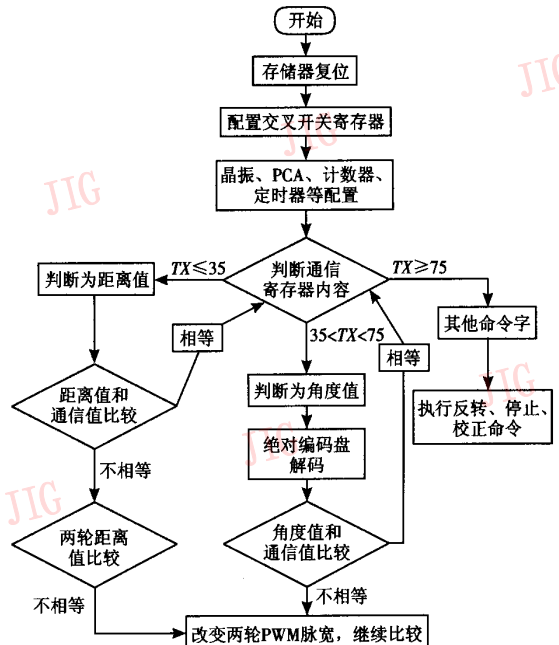 开始
存储器复位
配置交叉开关寄存器
晶振、PCA、计数器、
定时器等配置
判断通信
寄存器内容
TX≤35
TX≥75
35<TX<75
判断为距离值
相等
距离值和
通信值比较
不相等
两轮距离
值比较
不相等
判断为角度值
绝对编码盘
解码
角度值和
通信值比较
相等
不相等
其他命令字
执行反转、停止、
校正命令
改变两轮PWM脉宽，继续比较
JIG
JIG
JIG
JIG
JIG
JIG